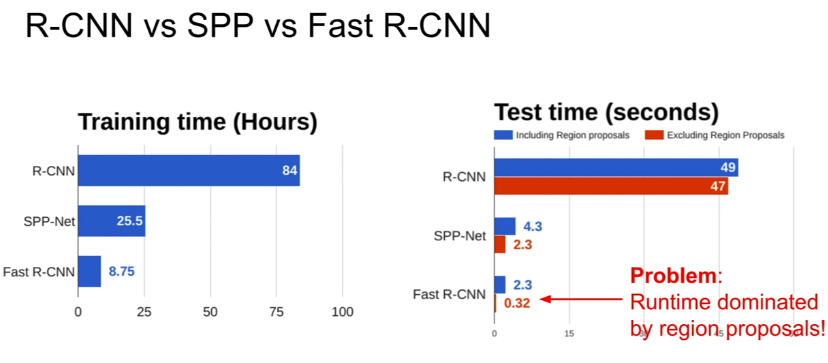 R-CNN vs SPP vs Fast R-CNN
Training time (Hours)
R-CNN
84
SPP-Net
25.5
Fast R-CNN
8.75
0 25 50 75 100
Test time (seconds)
Including Region proposals Excluding Region Proposals
R-CNN
49
47
SPP-Net
4.3
2.3
Fast R-CNN
2.3
0.32
0 15 45
Problem:
Runtime dominated
by region proposals!